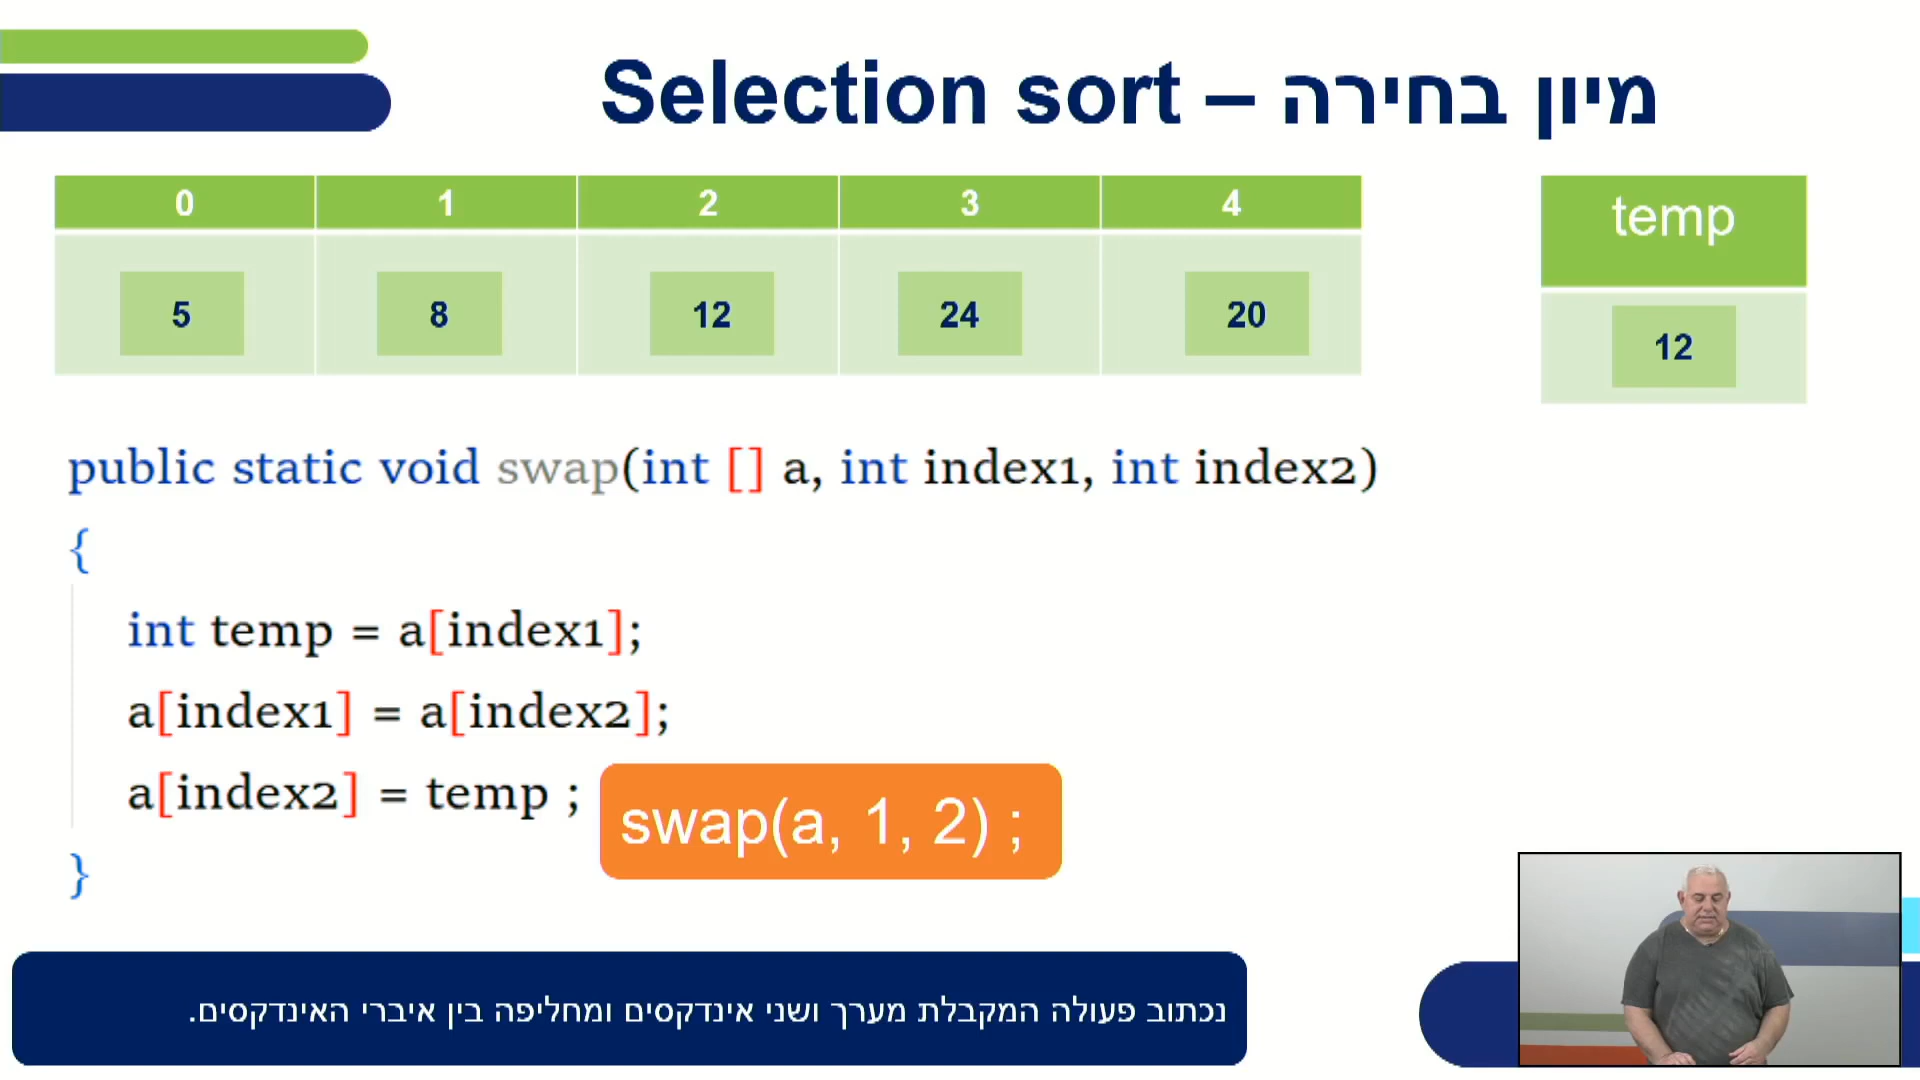 מיון בחירה – Selection sort
0 1 2 3 4
5 8 12 24 20
temp
12
public static void swap(int [] a, int index1, int index2)
{
int temp = a[index1];
a[index1] = a[index2];
a[index2] = temp ;
swap(a, 1, 2) ;
}
נכתוב פעולה המקבלת מערך ושני אינדקסים ומחליפה בין איברי האינדקסים.